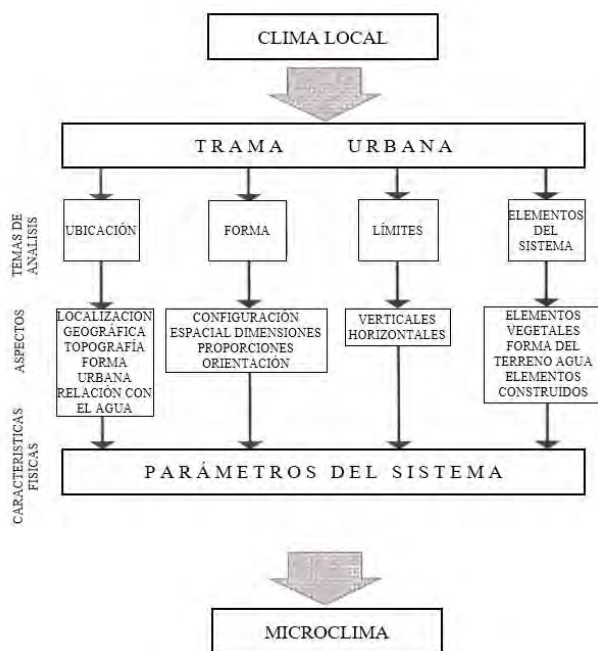 CLIMA LOCAL
TRAMA URBANA
TEMAS DE
ANALISIS
UBICACIÓN
FORMA
LÍMITES
ELEMENTOS
DEL
SISTEMA
ASPECTOS
LOCALIZACION
GEOGRÁFICA
TOPOGRAFÍA
FORMA
URBANA
RELACIÓN CON
EL AGUA
CONFIGURACIÓN
ESPACIAL DIMENSIONES
PROPORCIONES
ORIENTACIÓN
VERTICALES
HORIZONTALES
ELEMENTOS
VEGETALES
FORMA DEL
TERRENO AGUA
ELEMENTOS
CONSTRUIDOS
CARACTERISTICAS
FISICAS
PARÁMETROS DEL SISTEMA
MICROCLIMA